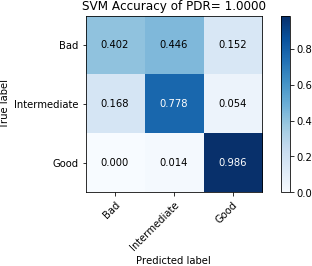 SVM Accuracy of PDR= 1.0000
True label
Bad 0.402 0.446 0.152
Intermediate 0.168 0.778 0.054
Good 0.000 0.014 0.986
Bad Intermediate Good
Predicted label
0.8
0.6
0.4
0.2
0.0